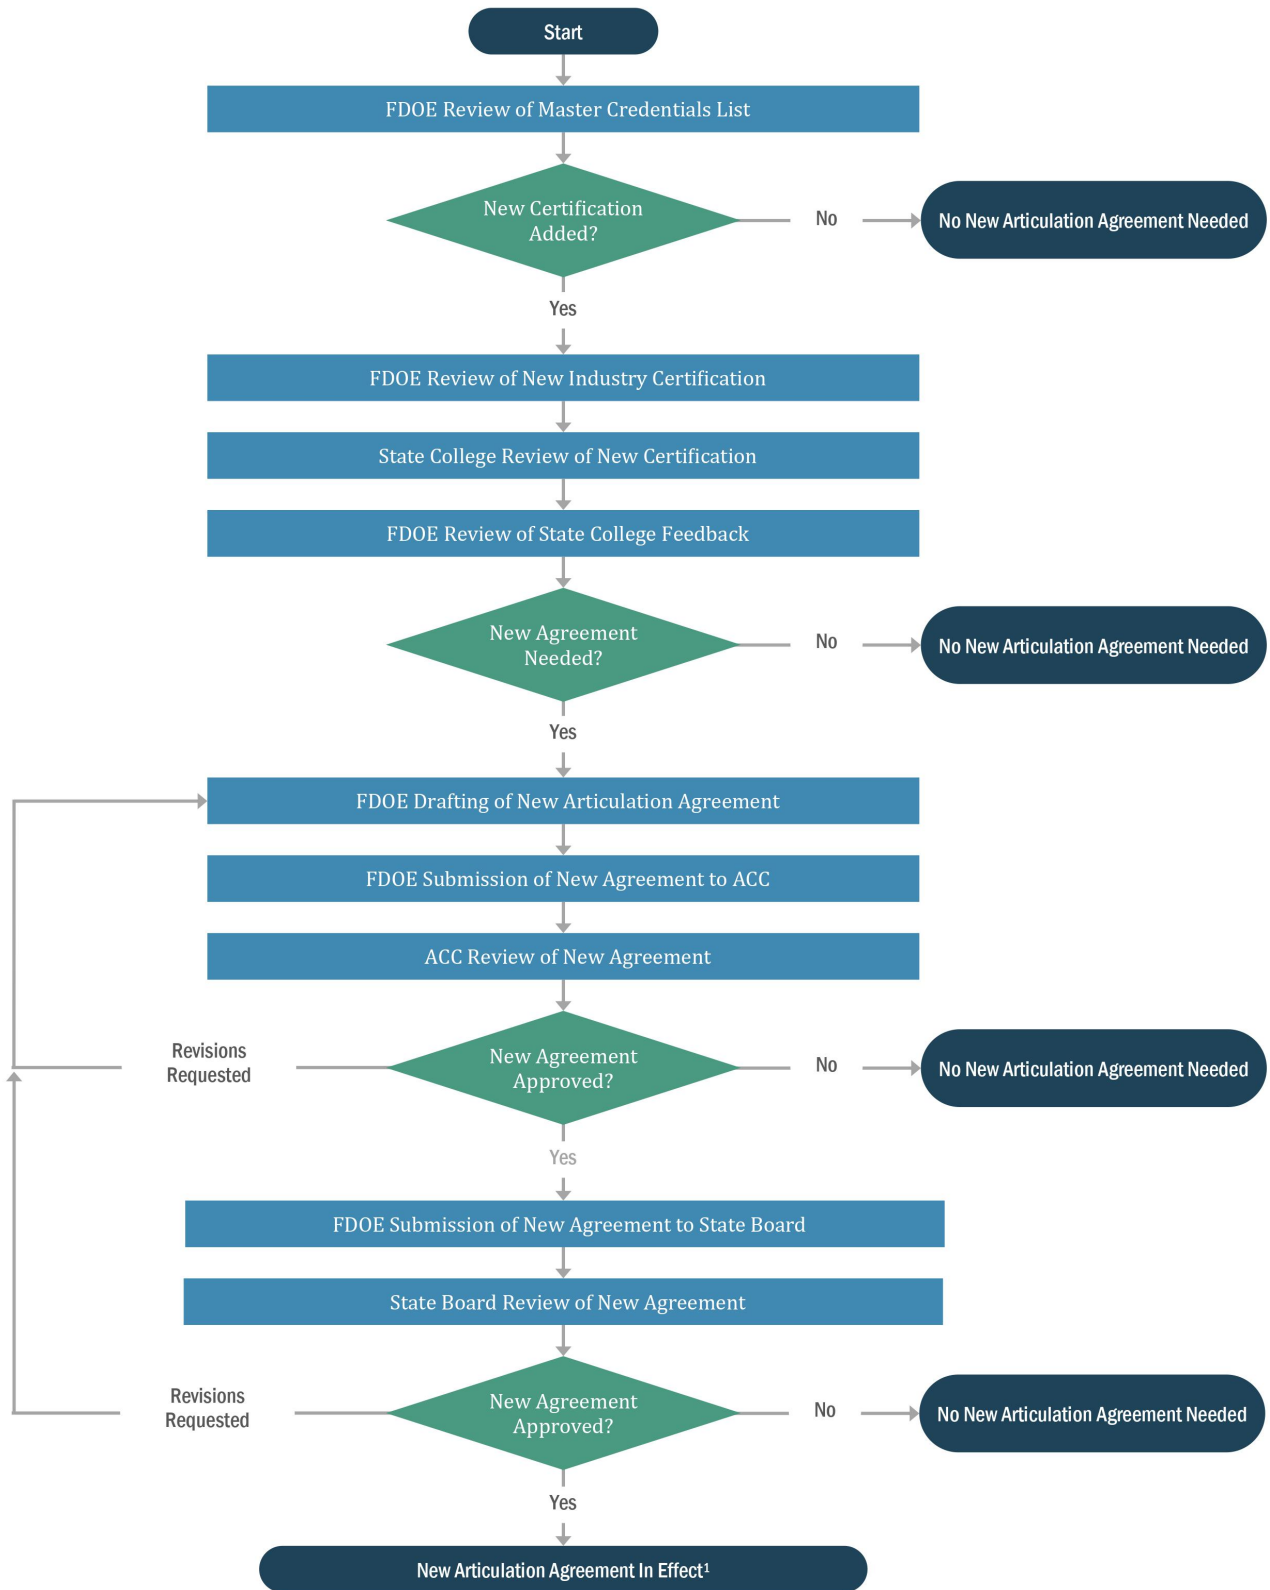 Start
FDOE Review of Master Credentials List
New Certification
Added?
No
No New Articulation Agreement Needed
Yes
FDOE Review of New Industry Certification
State College Review of New Certification
FDOE Review of State College Feedback
New Agreement
Needed?
No
No New Articulation Agreement Needed
Yes
FDOE Drafting of New Articulation Agreement
FDOE Submission of New Agreement to ACC
ACC Review of New Agreement
Revisions
Requested
New Agreement
Approved?
No
No New Articulation Agreement Needed
Yes
FDOE Submission of New Agreement to State Board
State Board Review of New Agreement
Revisions
Requested
New Agreement
Approved?
No
No New Articulation Agreement Needed
Yes
New Articulation Agreement In Effect¹